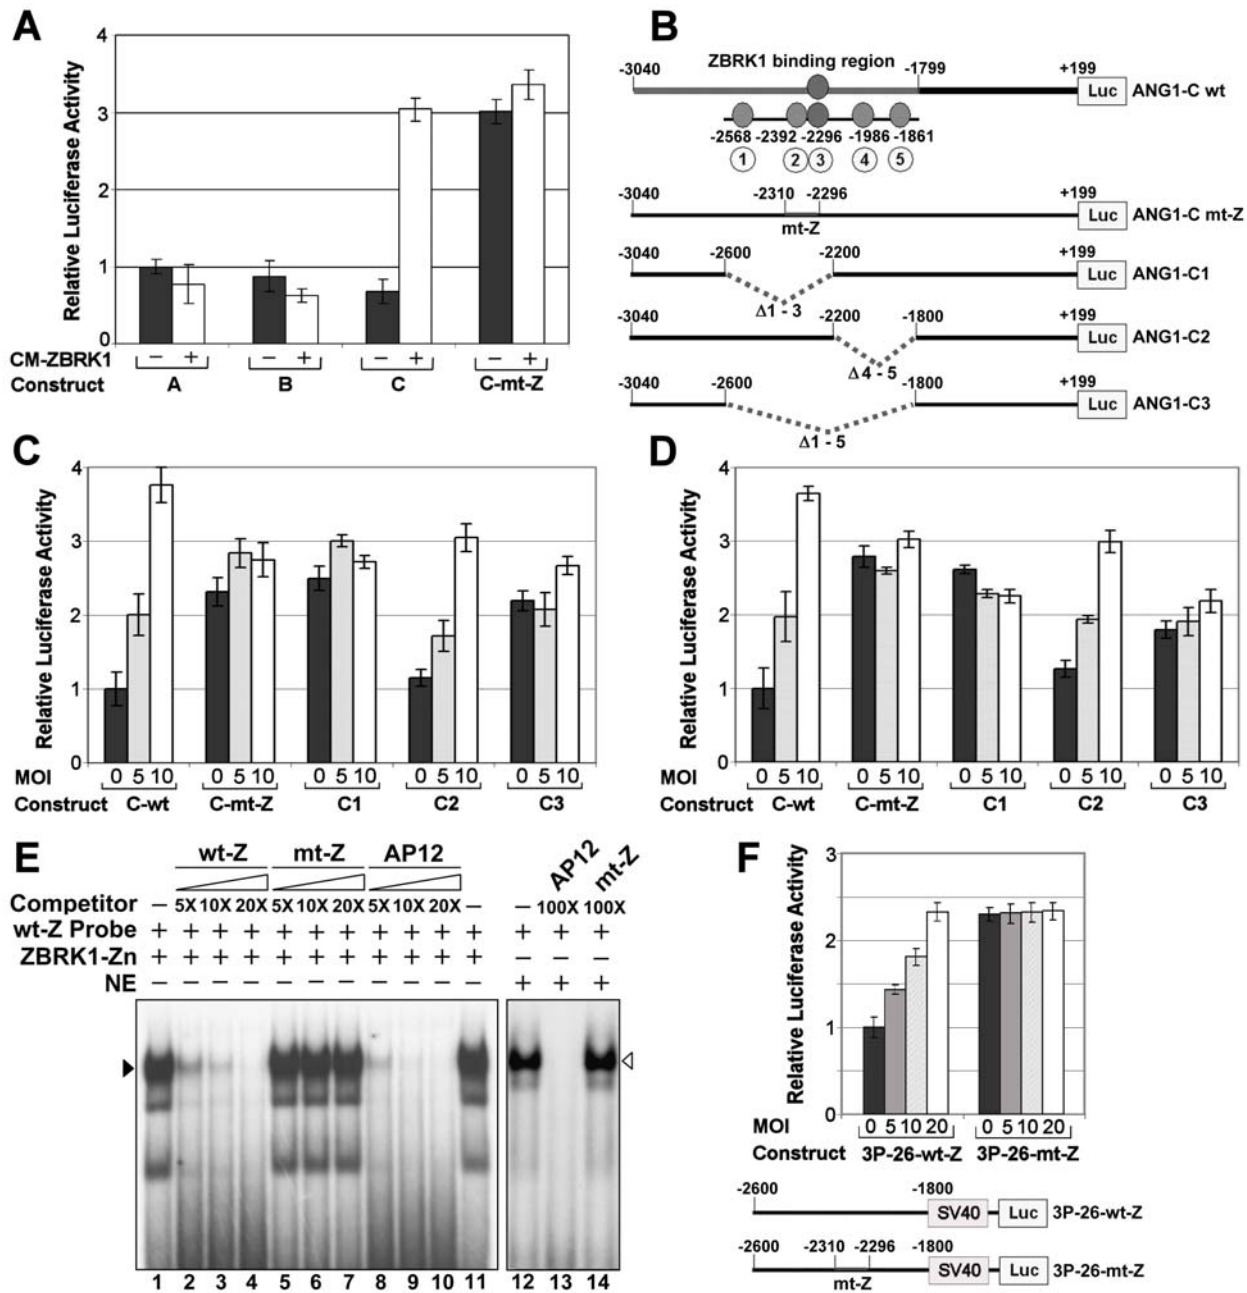 A
Relative Luciferase Activity
4
3
2
1
0
CM-ZBRK1 − + − + − + − +
Construct A B C C-mt-Z
B
ZBRK1 binding region
-3040 -1799 +199
Luc ANG1-C wt
-2568 -2392 -2296 -1986 -1861
1 2 3 4 5
-3040 -2310 -2296 +199
mt-Z
Luc ANG1-C mt-Z
-3040 -2600 -2200 +199
Δ1 - 3
Luc ANG1-C1
-3040 -2200 -1800 +199
Δ4 - 5
Luc ANG1-C2
-3040 -2600 -1800 +199
Δ1 - 5
Luc ANG1-C3
C
Relative Luciferase Activity
4
3
2
1
0
MOI 0 5 10 0 5 10 0 5 10 0 5 10 0 5 10
Construct C-wt C-mt-Z C1 C2 C3
D
Relative Luciferase Activity
4
3
2
1
0
MOI 0 5 10 0 5 10 0 5 10 0 5 10 0 5 10
Construct C-wt C-mt-Z C1 C2 C3
E
wt-Z mt-Z AP12 AP12 mt-Z
Competitor − 5X 10X 20X 5X 10X 20X 5X 10X 20X − − 100X 100X
wt-Z Probe + + + + + + + + + + + + + +
ZBRK1-Zn + + + + + + + + + + + − − −
NE − − − − − − − − − − − + + +
1 2 3 4 5 6 7 8 9 10 11 12 13 14
F
Relative Luciferase Activity
3
2
1
0
MOI 0 5 10 20 0 5 10 20
Construct 3P-26-wt-Z 3P-26-mt-Z
-2600 -1800
SV40 Luc 3P-26-wt-Z
-2600 -2310 -2296 -1800
mt-Z
SV40 Luc 3P-26-mt-Z